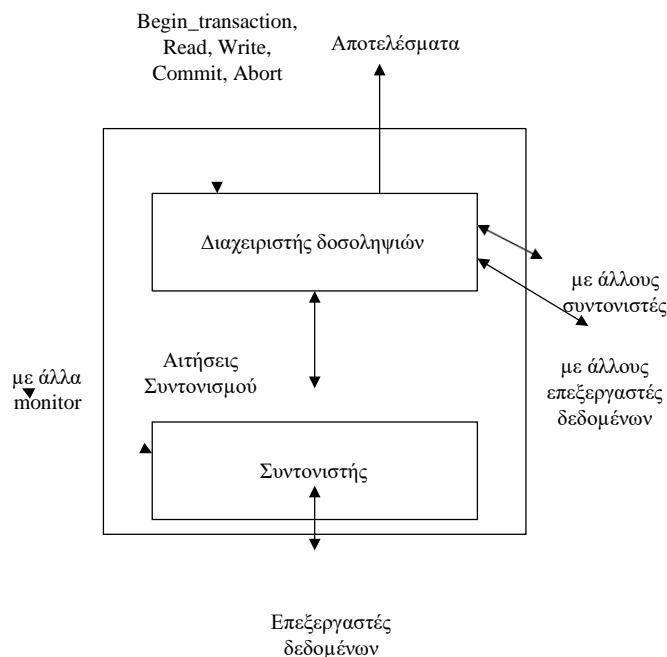 Begin_transaction,
Read, Write,
Commit, Abort
Αποτελέσματα
Διαχειριστής δοσοληψιών
με άλλους
συντονιστές
Αιτήσεις
Συντονισμού
με άλλα
monitor
με άλλους
επεξεργαστές
δεδομένων
Συντονιστής
Επεξεργαστές
δεδομένων